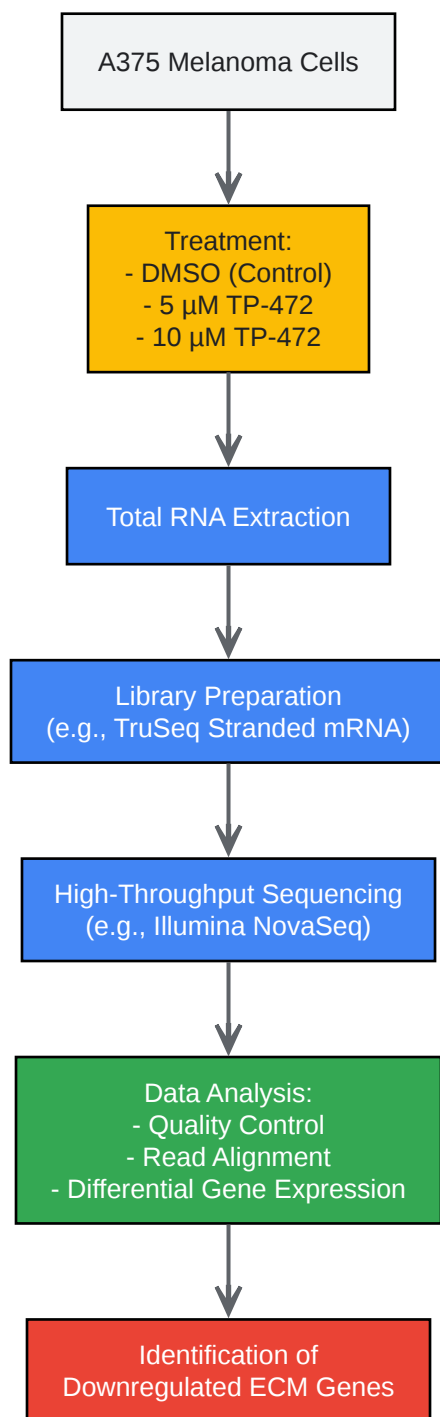 A375 Melanoma Cells
Treatment:
- DMSO (Control)
- 5 µM TP-472
- 10 µM TP-472
Total RNA Extraction
Library Preparation
(e.g., TruSeq Stranded mRNA)
High-Throughput Sequencing
(e.g., Illumina NovaSeq)
Data Analysis:
- Quality Control
- Read Alignment
- Differential Gene Expression
Identification of
Downregulated ECM Genes